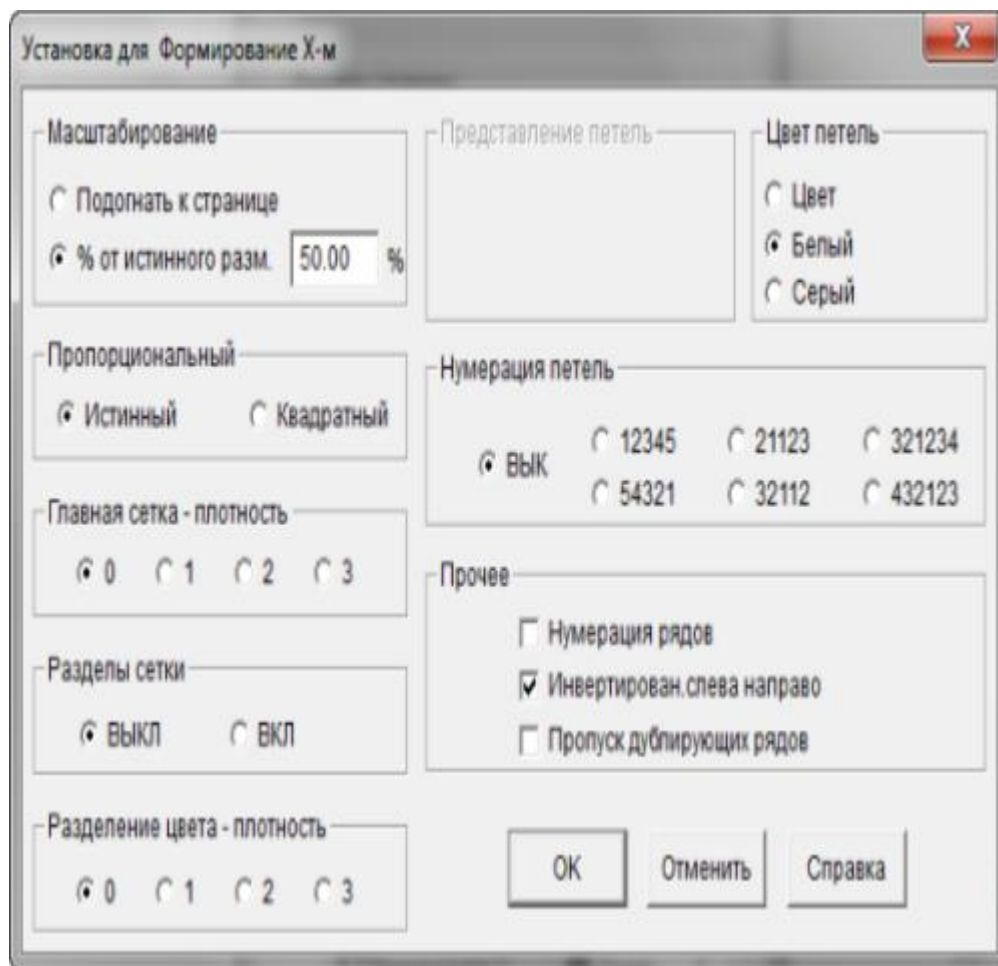 Установка для Формирование Х-м
X
Масштабирование
Подогнать к странице
% от истинного разм. 50.00 %
Представление петель
Цвет петель
Цвет
Белый
Серый
Пропорциональный
Истинный Квадратный
Нумерация петель
ВЫК
12345 21123 321234
54321 32112 432123
Главная сетка - плотность
0 1 2 3
Прочее
Нумерация рядов
Инвертирован.слева направо
Пропуск дублирующих рядов
Разделы сетки
ВЫКЛ ВКЛ
Разделение цвета - плотность
0 1 2 3
OK Отменить Справка